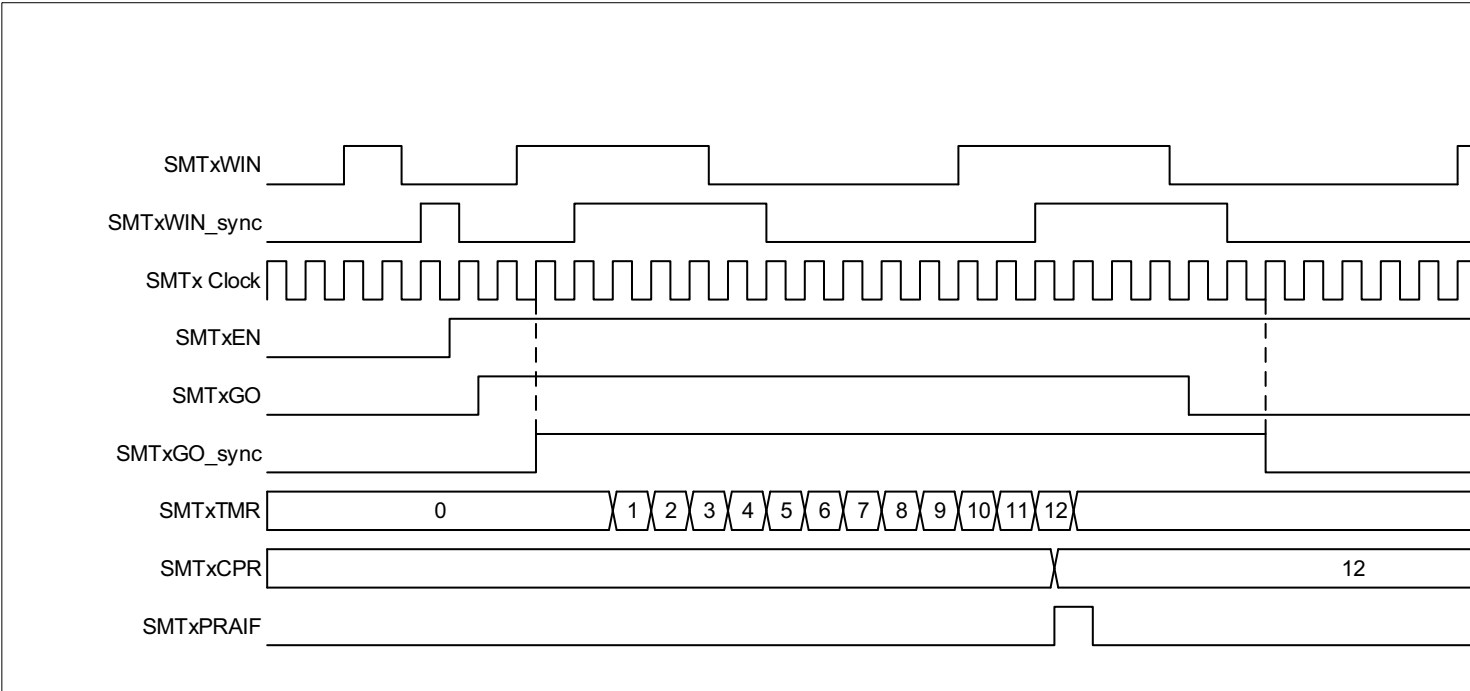 SMTxWIN
SMTxWIN_sync
SMTx Clock
SMTxEN
SMTxGO
SMTxGO_sync
SMTxTMR 0 1 2 3 4 5 6 7 8 9 10 11 12
SMTxCPR 12
SMTxPRAIF